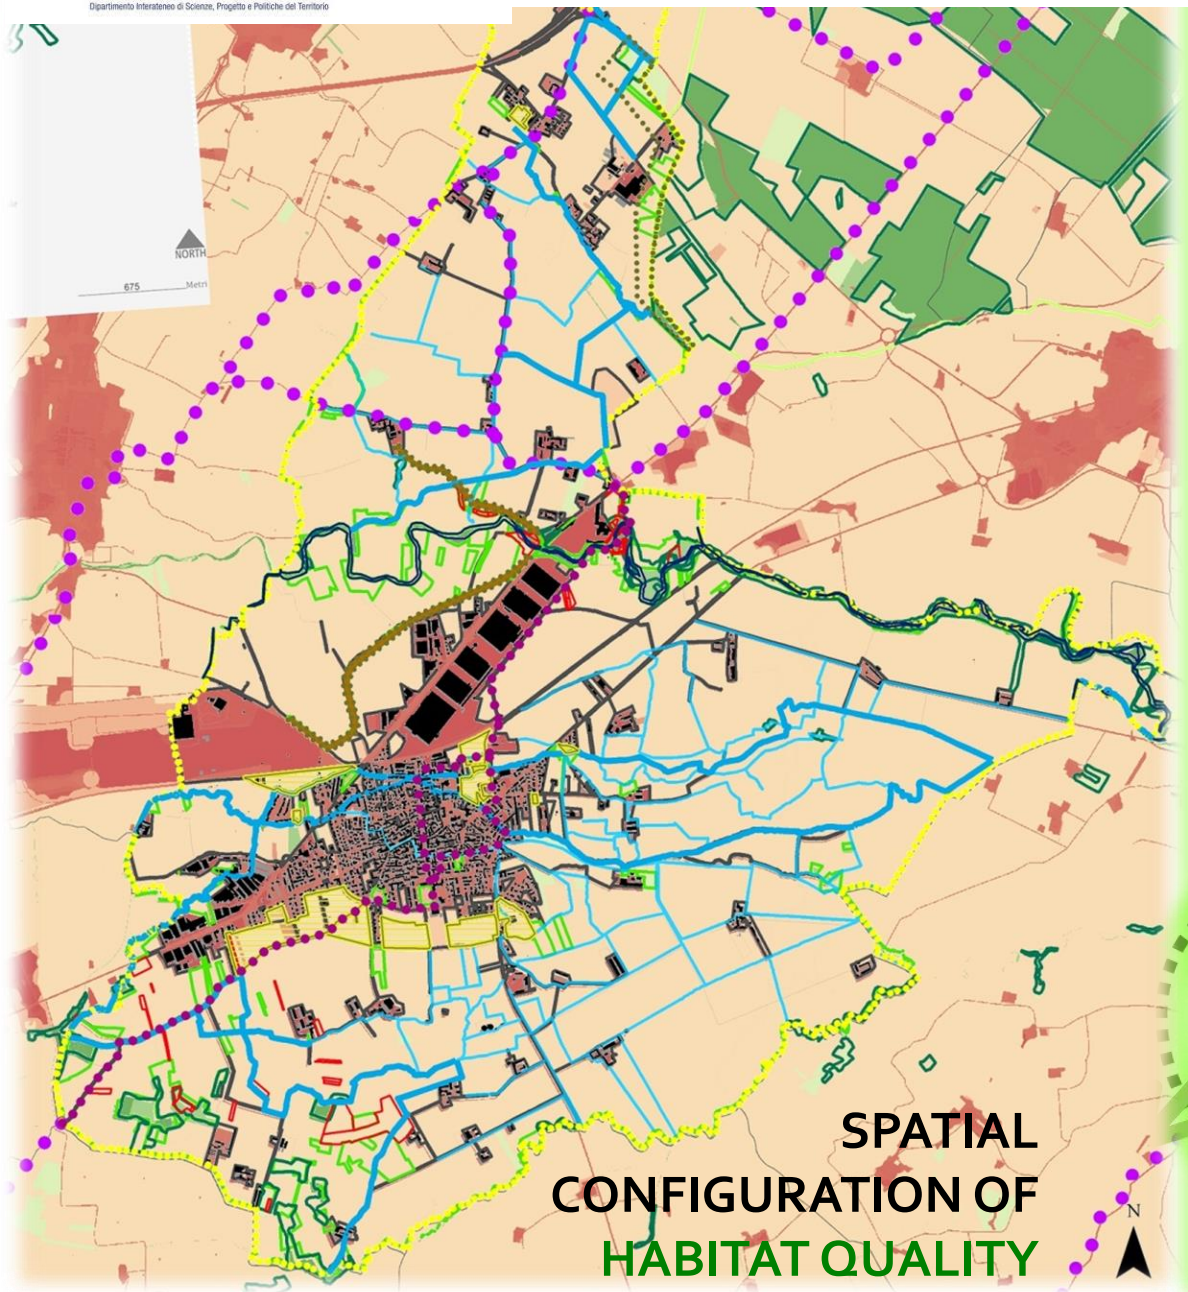 Dipartimento Interateneo di Scienze, Progetto e Politiche del Territorio
NORTH
675
Metri
SPATIAL
CONFIGURATION OF
HABITAT QUALITY
N